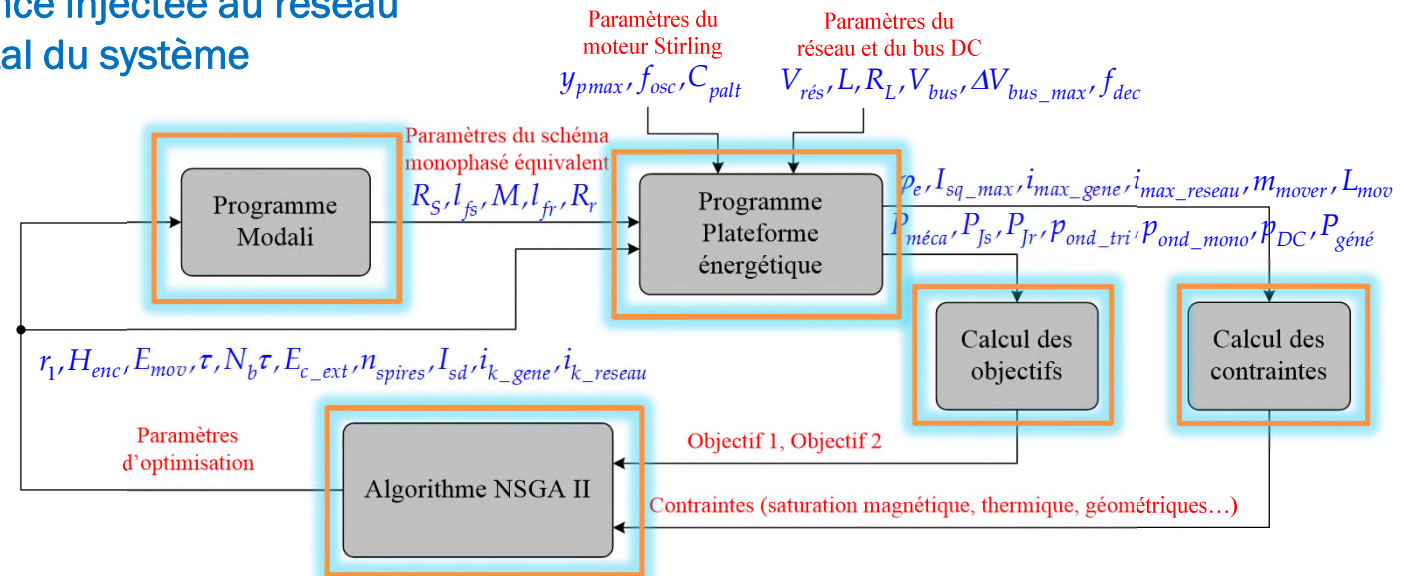 nce injectée au réseau
al du système
Paramètres du
moteur Stirling
y_pmax, f_osc, C_palt
Paramètres du
réseau et du bus DC
V_rés, L, R_L, V_bus, ΔV_bus_max, f_dec
Paramètres du schéma
monophasé équivalent
R_S, l_fs, M, l_fr, R_r
Programme
Modali
Programme
Plateforme
énergétique
φ_e, I_sq_max, i_max_gene, i_max_reseau, m_mover, L_mov
P_méca, P_Js, P_Jr, p_ond_tri, p_ond_mono, p_DC, P_géné
Calcul des
objectifs
Calcul des
contraintes
r_1, H_enc, E_mov, τ, N_b τ, E_c_ext, n_spires, I_sd, i_k_gene, i_k_reseau
Paramètres
d'optimisation
Algorithme NSGA II
Objectif 1, Objectif 2
Contraintes (saturation magnétique, thermique, géométriques…)